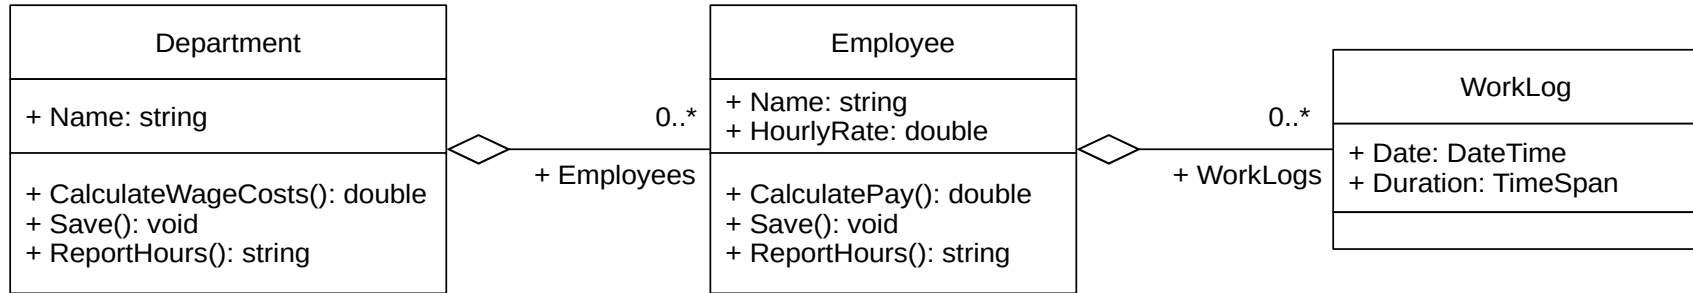 Department
+ Name: string
+ CalculateWageCosts(): double
+ Save(): void
+ ReportHours(): string
0..*
+ Employees
Employee
+ Name: string
+ HourlyRate: double
+ CalculatePay(): double
+ Save(): void
+ ReportHours(): string
0..*
+ WorkLogs
WorkLog
+ Date: DateTime
+ Duration: TimeSpan